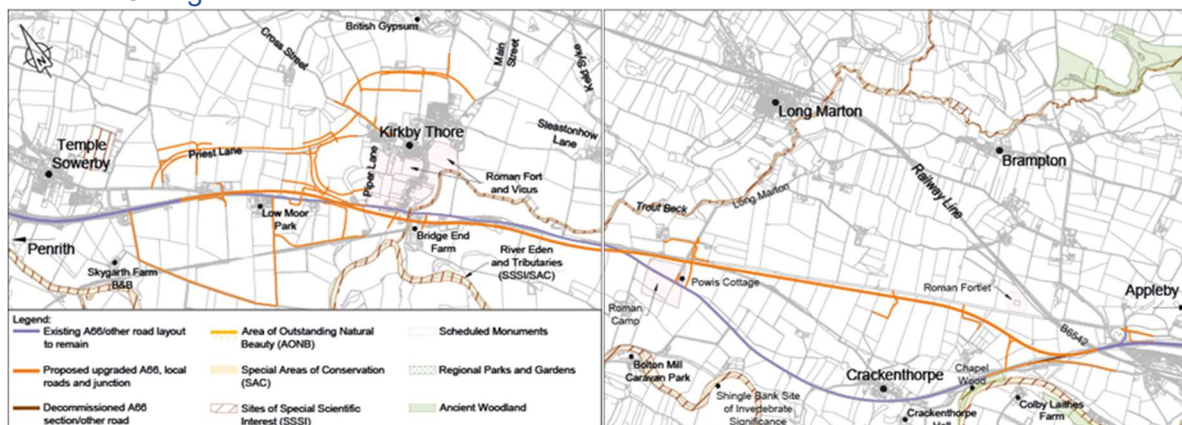 British Gypsum
Cross Street
Main
Street
Keld Syke
Kirkby Thore
Sleastonhow
Lane
Temple
Sowerby
Priest Lane
Piper Lane
Roman Fort
and Vicus
Low Moor
Park
Bridge End
Farm
River Eden
and Tributaries
(SSSI/SAC)
Penrith
Skygarth Farm
B&B
N
Long Marton
Brampton
Railway Line
Trout Beck
Long Marton
Powis Cottage
Roman
Camp
Roman Fortlet
Appleby
B6542
Bolton Mill
Caravan Park
Shingle Bank Site
of Invertebrate
Significance
Crackenthorpe
Crackenthorpe
Chapel
Wood
Colby Laithes
Farm
Legend:
Existing A66/other road layout
to remain
Proposed upgraded A66, local
roads and junction
Decommissioned A66
section/other road
Area of Outstanding Natural
Beauty (AONB)
Special Areas of Conservation
(SAC)
Sites of Special Scientific
Interest (SSSI)
Scheduled Monuments
Regional Parks and Gardens
Ancient Woodland